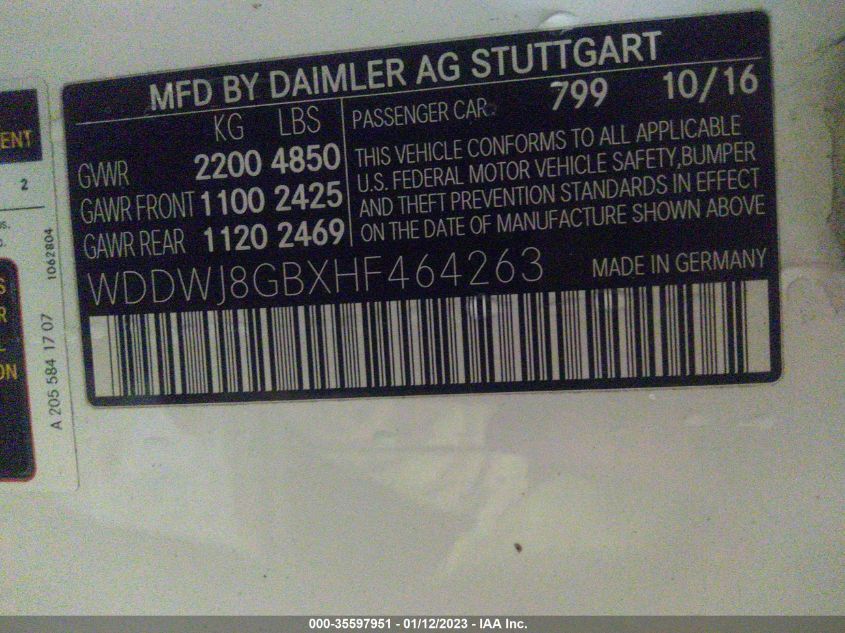 MFD BY DAIMLER AG STUTTGART
KG LBS
GVWR 2200 4850
GAWR FRONT 1100 2425
GAWR REAR 1120 2469
PASSENGER CAR 799 10/16
THIS VEHICLE CONFORMS TO ALL APPLICABLE
U.S. FEDERAL MOTOR VEHICLE SAFETY,BUMPER
AND THEFT PREVENTION STANDARDS IN EFFECT
ON THE DATE OF MANUFACTURE SHOWN ABOVE
WDDWJ8GBXHF464263 MADE IN GERMANY
ENT
2
1062804
A 205 584 17 07
S
R
ON
000-35597951 - 01/12/2023 - IAA Inc.